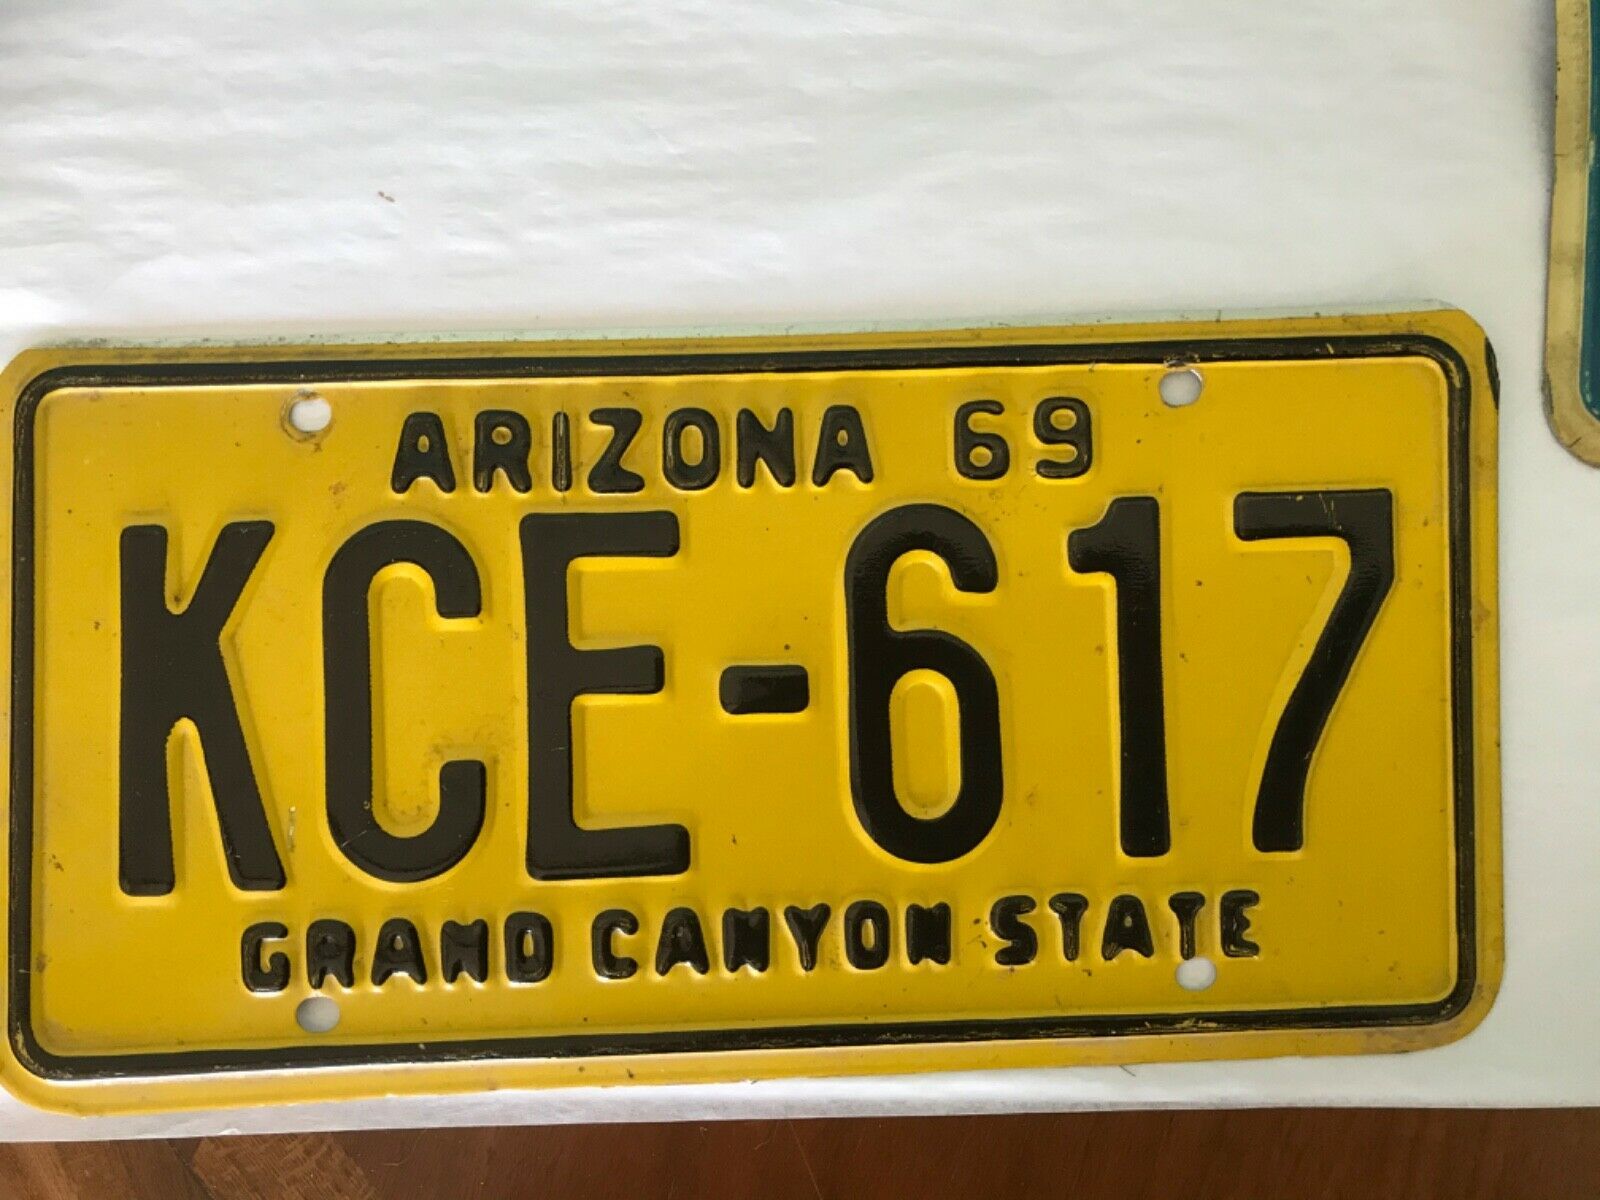 ARIZONA 69
KCE-617
GRAND CANYON STATE